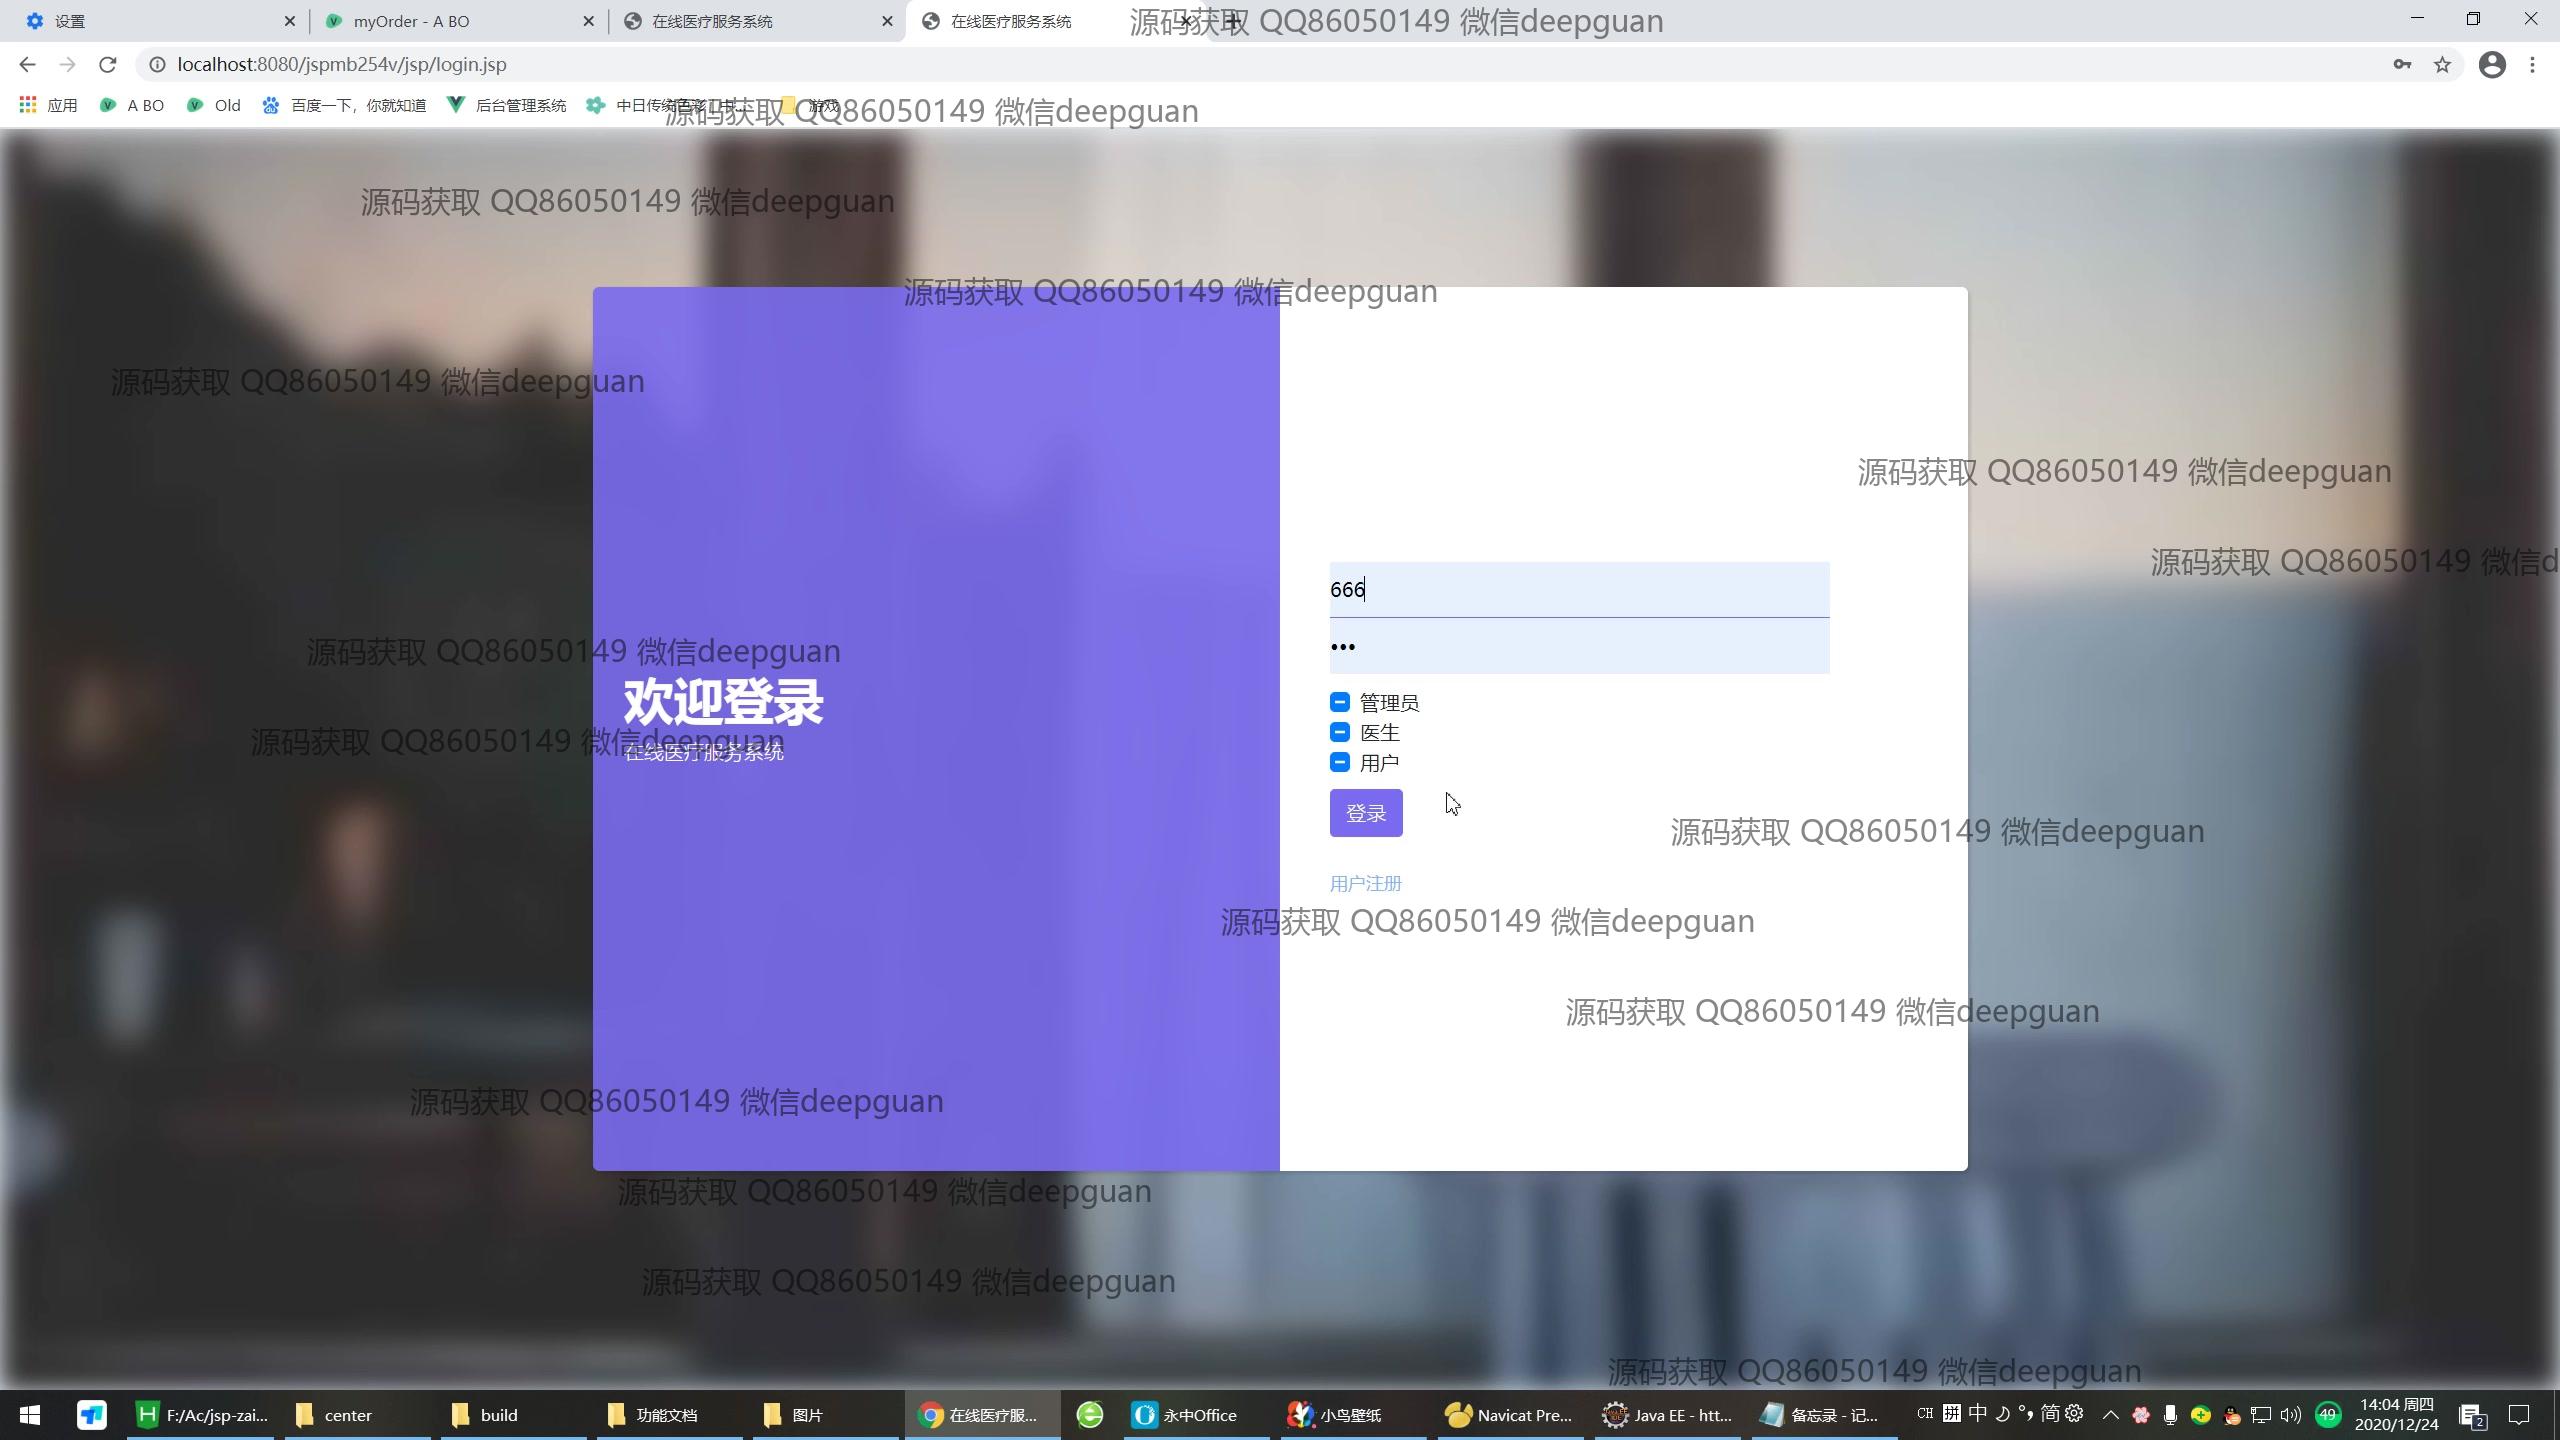 设置
myOrder - A BO
在线医疗服务系统
在线医疗服务系统
源码获取 QQ86050149 微信deepguan
localhost:8080/jspmb254v/jsp/login.jsp
应用
A BO
Old
百度一下，你就知道
后台管理系统
中日传统色彩
游戏
源码获取 QQ86050149 微信deepguan
源码获取 QQ86050149 微信deepguan
源码获取 QQ86050149 微信deepguan
源码获取 QQ86050149 微信deepguan
源码获取 QQ86050149 微信deepguan
源码获取 QQ86050149 微信d
666
•••
源码获取 QQ86050149 微信deepguan
欢迎登录
管理员
医生
源码获取 QQ86050149 微信deepguan
在线医疗服务系统
用户
登录
源码获取 QQ86050149 微信deepguan
用户注册
源码获取 QQ86050149 微信deepguan
源码获取 QQ86050149 微信deepguan
源码获取 QQ86050149 微信deepguan
源码获取 QQ86050149 微信deepguan
源码获取 QQ86050149 微信deepguan
源码获取 QQ86050149 微信deepguan
F:/Ac/jsp-zai...
center
build
功能文档
图片
在线医疗服...
永中Office
小鸟壁纸
Navicat Pre...
Java EE - htt...
备忘录 - 记...
CH
拼
中
简
49
14:04 周四
2020/12/24
2